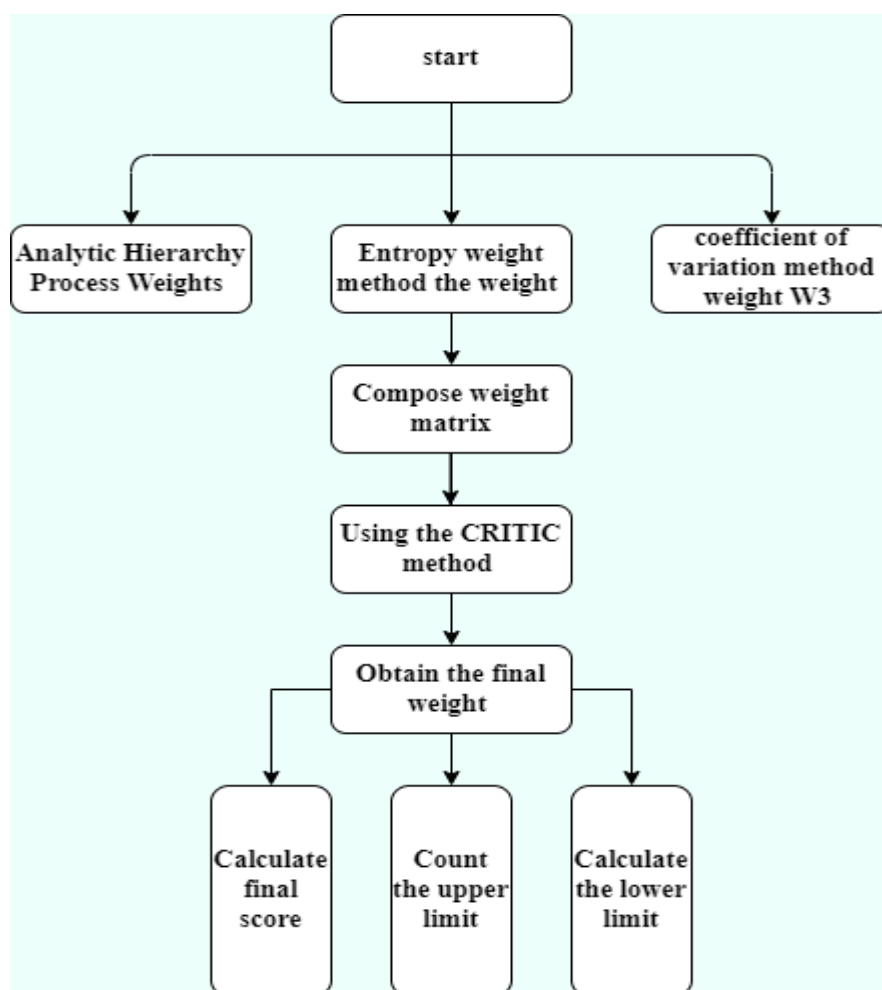 start
Analytic Hierarchy
Process Weights
Entropy weight
method the weight
coefficient of
variation method
weight W3
Compose weight
matrix
Using the CRITIC
method
Obtain the final
weight
Calculate
final
score
Count
the upper
limit
Calculate
the lower
limit